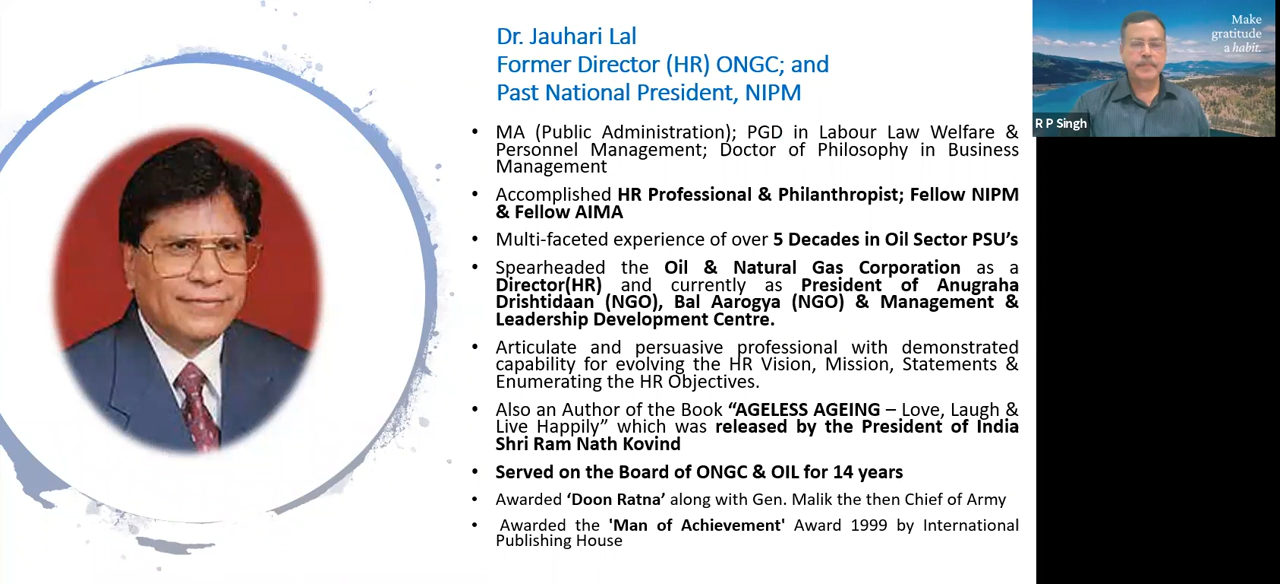 Dr. Jauhari Lal
Former Director (HR) ONGC; and
Past National President, NIPM
• MA (Public Administration); PGD in Labour Law Welfare &
Personnel Management; Doctor of Philosophy in Business
Management
• Accomplished HR Professional & Philanthropist; Fellow NIPM
& Fellow AIMA
• Multi-faceted experience of over 5 Decades in Oil Sector PSU’s
• Spearheaded the Oil & Natural Gas Corporation as a
Director(HR) and currently as President of Anugraha
Drishtidaan (NGO), Bal Aarogya (NGO) & Management &
Leadership Development Centre.
• Articulate and persuasive professional with demonstrated
capability for evolving the HR Vision, Mission, Statements &
Enumerating the HR Objectives.
• Also an Author of the Book “AGELESS AGEING – Love, Laugh &
Live Happily” which was released by the President of India
Shri Ram Nath Kovind
• Served on the Board of ONGC & OIL for 14 years
• Awarded ‘Doon Ratna’ along with Gen. Malik the then Chief of Army
• Awarded the 'Man of Achievement' Award 1999 by International
Publishing House
Make
gratitude
a habit.
R P Singh